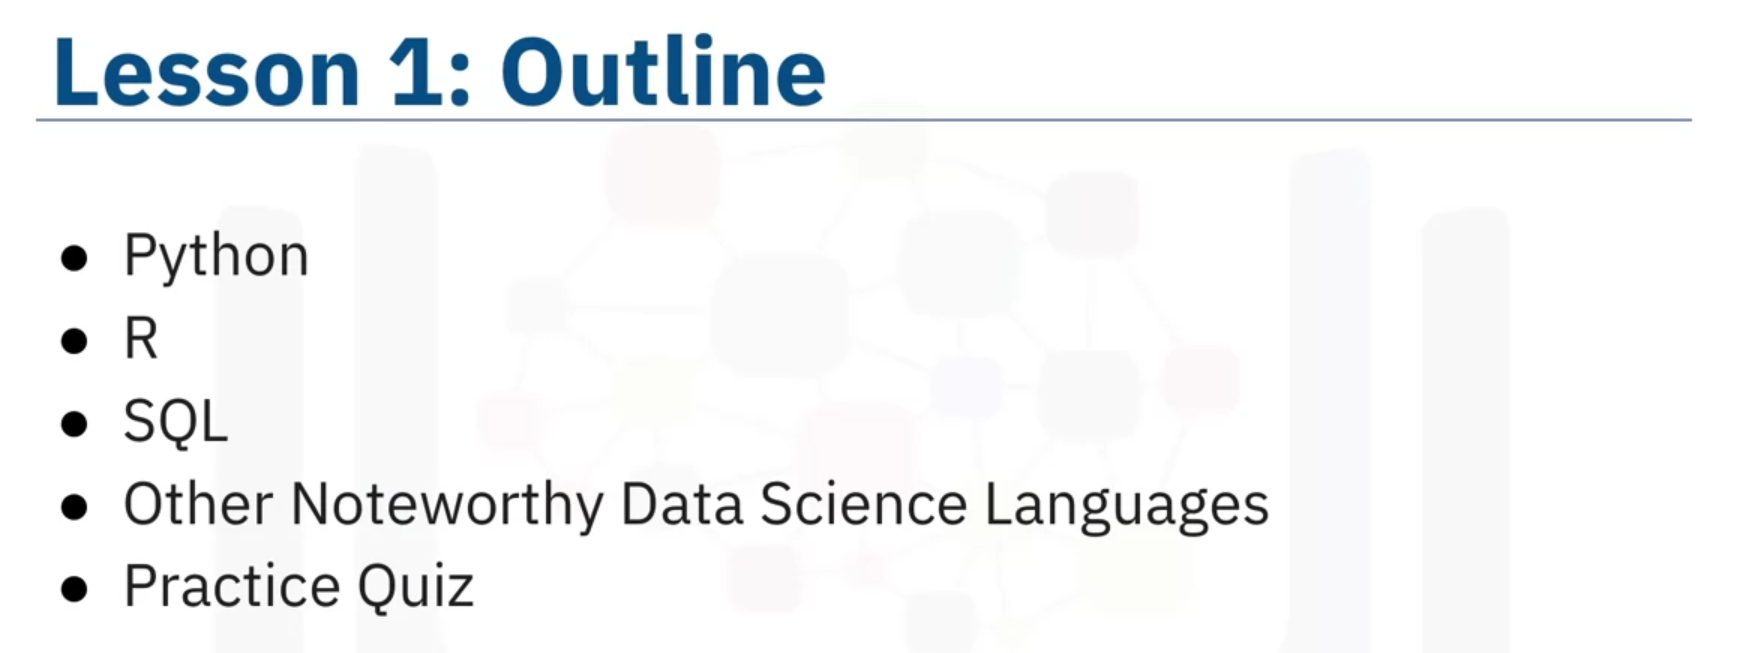 Lesson 1: Outline
● Python
● R
● SQL
● Other Noteworthy Data Science Languages
● Practice Quiz